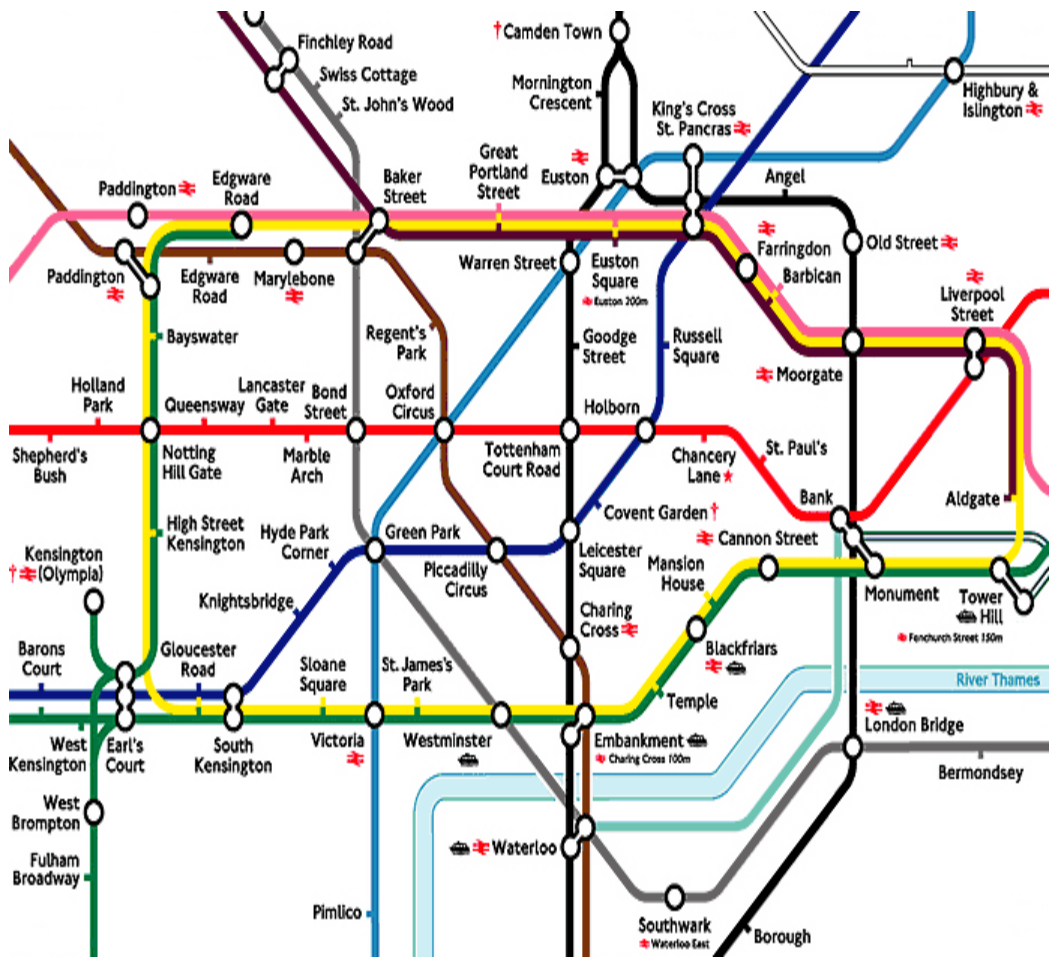 Finchley Road
Swiss Cottage
St. John's Wood
†Camden Town
Mornington
Crescent
King's Cross
St. Pancras
Highbury &
Islington
Paddington
Edgware
Road
Baker
Street
Great
Portland
Street
Euston
Angel
Old Street
Farringdon
Barbican
Liverpool
Street
Paddington
Edgware
Road
Marylebone
Warren Street
Euston
Square
Euston 200m
Bayswater
Regent's
Park
Goodge
Street
Russell
Square
Moorgate
Holland
Park
Queensway
Lancaster
Gate
Bond
Street
Oxford
Circus
Holborn
Shepherd's
Bush
Notting
Hill Gate
Marble
Arch
Tottenham
Court Road
Chancery
Lane ★
St. Paul's
Bank
Aldgate
High Street
Kensington
Hyde Park
Corner
Green Park
Covent Garden †
Cannon Street
Kensington
† (Olympia)
Piccadilly
Circus
Leicester
Square
Mansion
House
Monument
Tower
Hill
Fenchurch Street 150m
Knightsbridge
Charing
Cross
Blackfriars
Barons
Court
Gloucester
Road
Sloane
Square
St. James's
Park
Temple
River Thames
West
Kensington
Earl's
Court
South
Kensington
Victoria
Westminster
Embankment
Charing Cross 100m
London Bridge
Bermondsey
West
Brompton
Fulham
Broadway
Waterloo
Pimlico
Southwark
Waterloo East
Borough